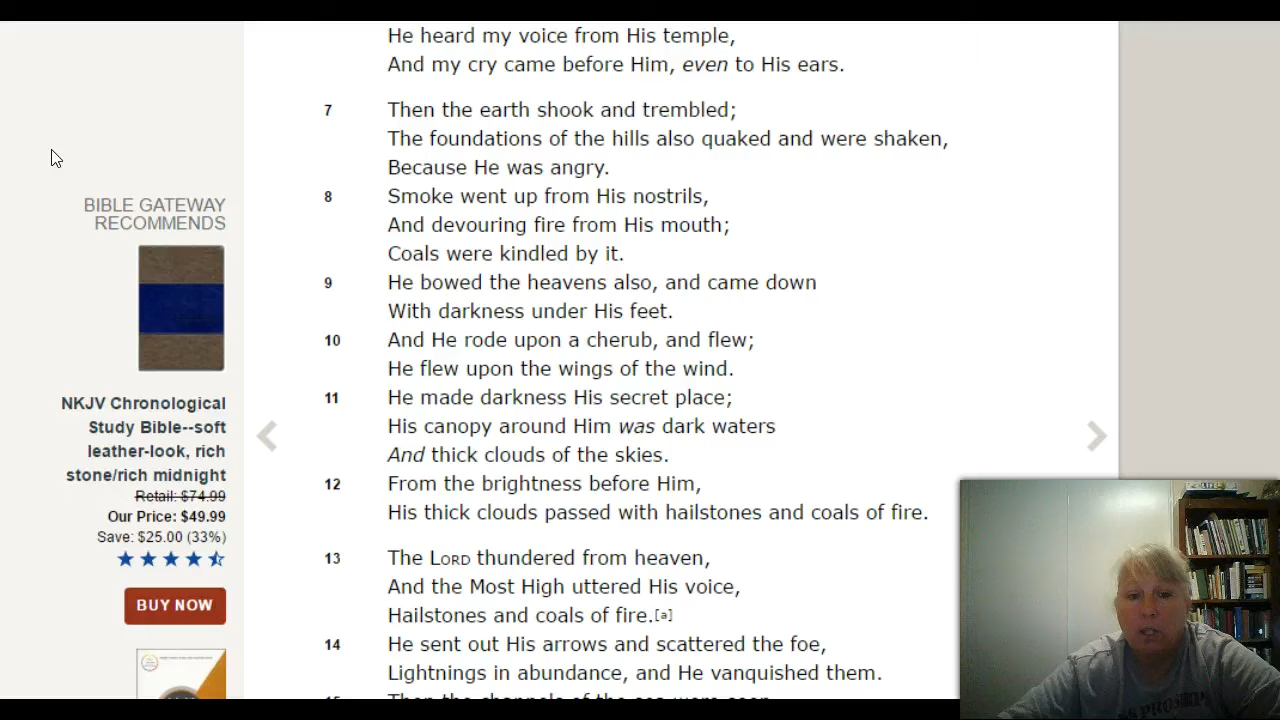 He heard my voice from His temple,
And my cry came before Him, even to His ears.
7 Then the earth shook and trembled;
The foundations of the hills also quaked and were shaken,
Because He was angry.
8 Smoke went up from His nostrils,
And devouring fire from His mouth;
Coals were kindled by it.
9 He bowed the heavens also, and came down
With darkness under His feet.
10 And He rode upon a cherub, and flew;
He flew upon the wings of the wind.
11 He made darkness His secret place;
His canopy around Him was dark waters
And thick clouds of the skies.
12 From the brightness before Him,
His thick clouds passed with hailstones and coals of fire.
13 The LORD thundered from heaven,
And the Most High uttered His voice,
Hailstones and coals of fire.[a]
14 He sent out His arrows and scattered the foe,
Lightnings in abundance, and He vanquished them.
BIBLE GATEWAY
RECOMMENDS
NKJV Chronological
Study Bible--soft
leather-look, rich
stone/rich midnight
Retail: $74.99
Our Price: $49.99
Save: $25.00 (33%)
BUY NOW